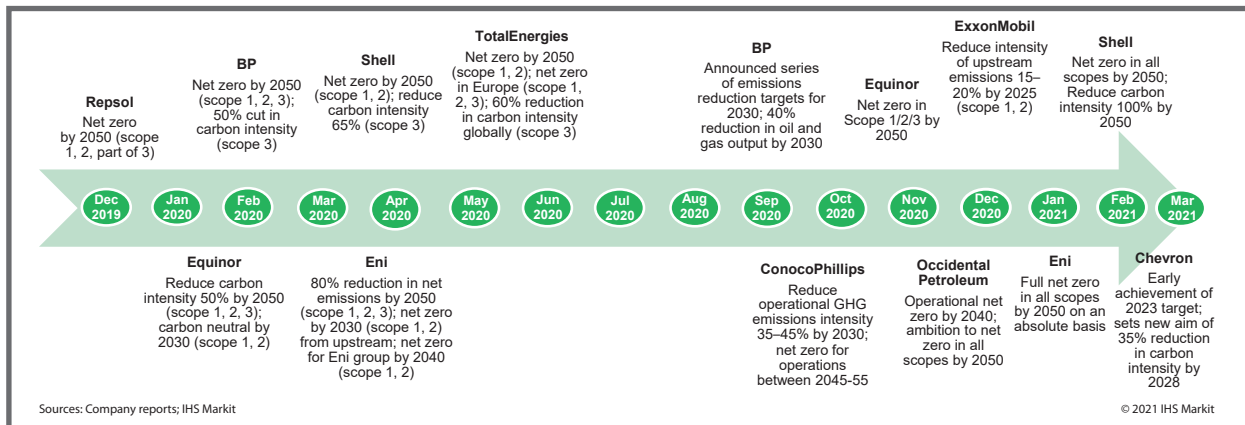 Repsol
Net zero
by 2050 (scope
1, 2, part of 3)
BP
Net zero by 2050
(scope 1, 2, 3);
50% cut in
carbon intensity
(scope 3)
Shell
Net zero by 2050
(scope 1, 2); reduce
carbon intensity
65% (scope 3)
TotalEnergies
Net zero by 2050
(scope 1, 2); net zero
in Europe (scope 1,
2, 3); 60% reduction
in carbon intensity
globally (scope 3)
BP
Announced series
of emissions
reduction targets for
2030; 40%
reduction in oil and
gas output by 2030
Equinor
Net zero in
Scope 1/2/3 by
2050
ExxonMobil
Reduce intensity
of upstream
emissions 15–
20% by 2025
(scope 1, 2)
Shell
Net zero in all
scopes by 2050;
Reduce carbon
intensity 100% by
2050
Dec
2019
Jan
2020
Feb
2020
Mar
2020
Apr
2020
May
2020
Jun
2020
Jul
2020
Aug
2020
Sep
2020
Oct
2020
Nov
2020
Dec
2020
Jan
2021
Feb
2021
Mar
2021
Equinor
Reduce carbon
intensity 50% by 2050
(scope 1, 2, 3);
carbon neutral by
2030 (scope 1, 2)
Eni
80% reduction in net
emissions by 2050
(scope 1, 2, 3); net zero
by 2030 (scope 1, 2)
from upstream; net zero
for Eni group by 2040
(scope 1, 2)
ConocoPhillips
Reduce
operational GHG
emissions intensity
35–45% by 2030;
net zero for
operations
between 2045-55
Occidental
Petroleum
Operational net
zero by 2040;
ambition to net
zero in all
scopes by 2050
Eni
Full net zero
in all scopes
by 2050 on an
absolute basis
Chevron
Early
achievement of
2023 target;
sets new aim of
35% reduction
in carbon
intensity by
2028
Sources: Company reports; IHS Markit
© 2021 IHS Markit